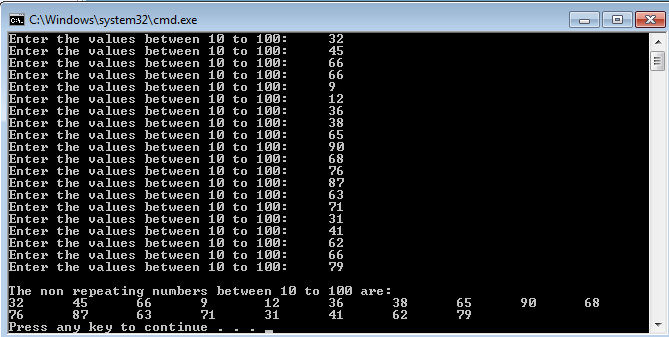 C:\Windows\system32\cmd.exe
Enter the values between 10 to 100: 32
Enter the values between 10 to 100: 45
Enter the values between 10 to 100: 66
Enter the values between 10 to 100: 66
Enter the values between 10 to 100: 9
Enter the values between 10 to 100: 12
Enter the values between 10 to 100: 36
Enter the values between 10 to 100: 38
Enter the values between 10 to 100: 65
Enter the values between 10 to 100: 90
Enter the values between 10 to 100: 68
Enter the values between 10 to 100: 76
Enter the values between 10 to 100: 87
Enter the values between 10 to 100: 63
Enter the values between 10 to 100: 71
Enter the values between 10 to 100: 31
Enter the values between 10 to 100: 41
Enter the values between 10 to 100: 62
Enter the values between 10 to 100: 66
Enter the values between 10 to 100: 79
The non repeating numbers between 10 to 100 are:
32 45 66 9 12 36 38 65 90 68
76 87 63 71 31 41 62 79
Press any key to continue . . .